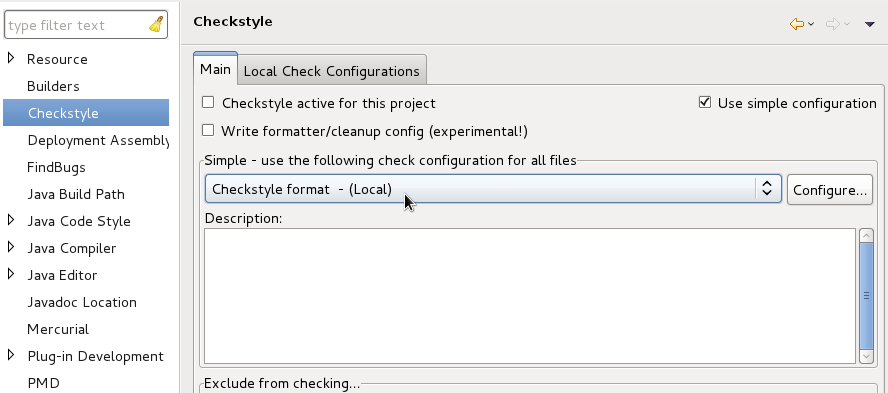 type filter text
Resource
Builders
Checkstyle
Deployment Assembly
FindBugs
Java Build Path
Java Code Style
Java Compiler
Java Editor
Javadoc Location
Mercurial
Plug-in Development
PMD
Checkstyle
Main
Local Check Configurations
Checkstyle active for this project
Use simple configuration
Write formatter/cleanup config (experimental!)
Simple - use the following check configuration for all files
Checkstyle format - (Local)
Configure...
Description:
Exclude from checking...